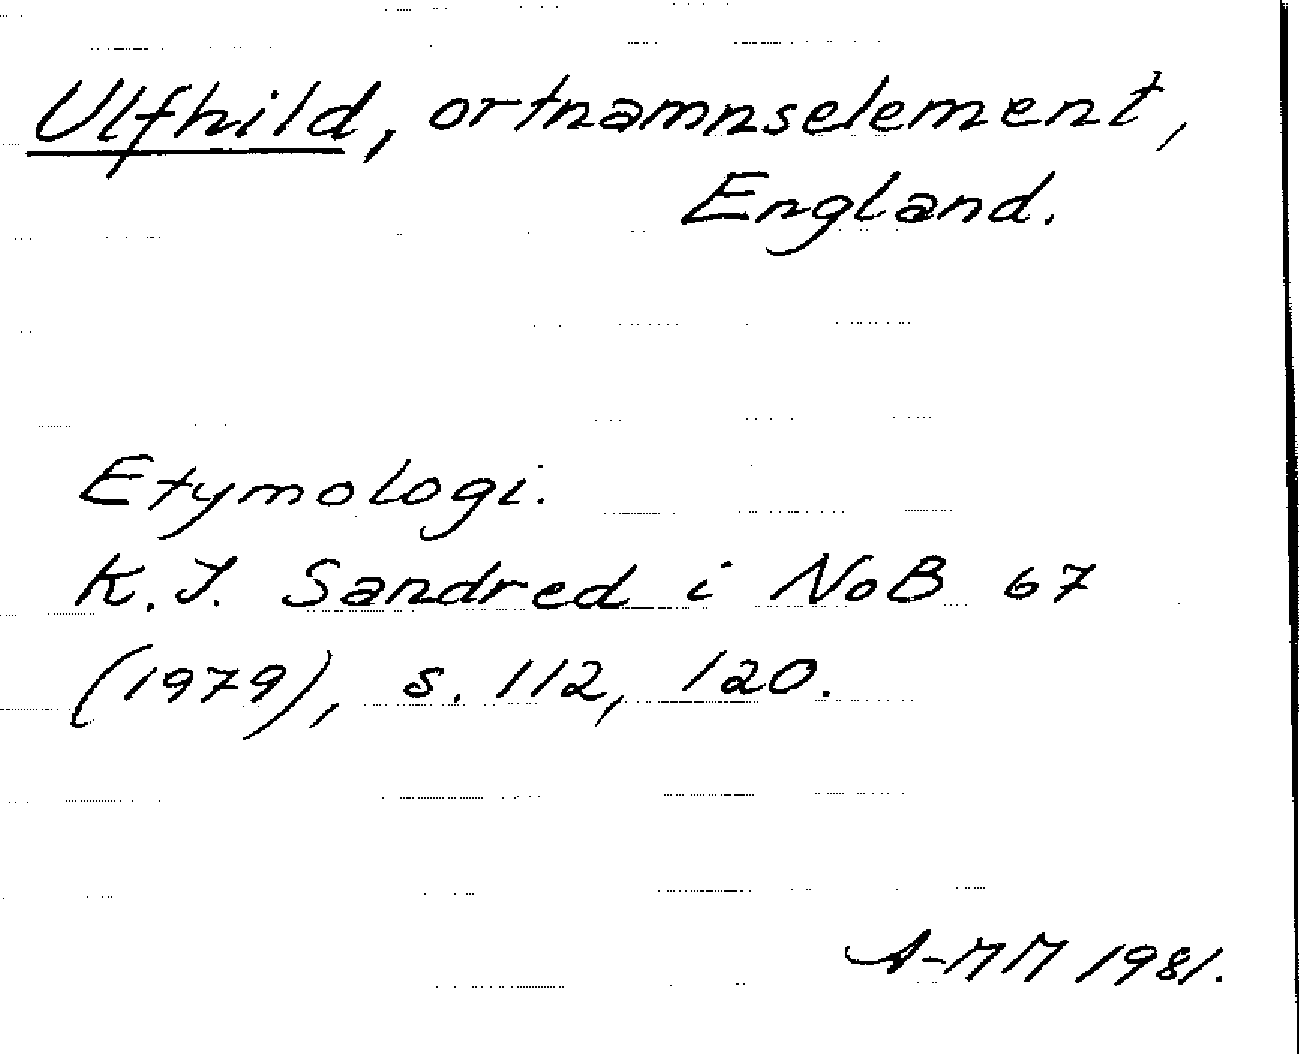 Ulfhild, ortnamnselement,
England.
Etymologi.
K.I. Sandred i NoB 67
(1979), s. 112, 120.
A-MM 1981.